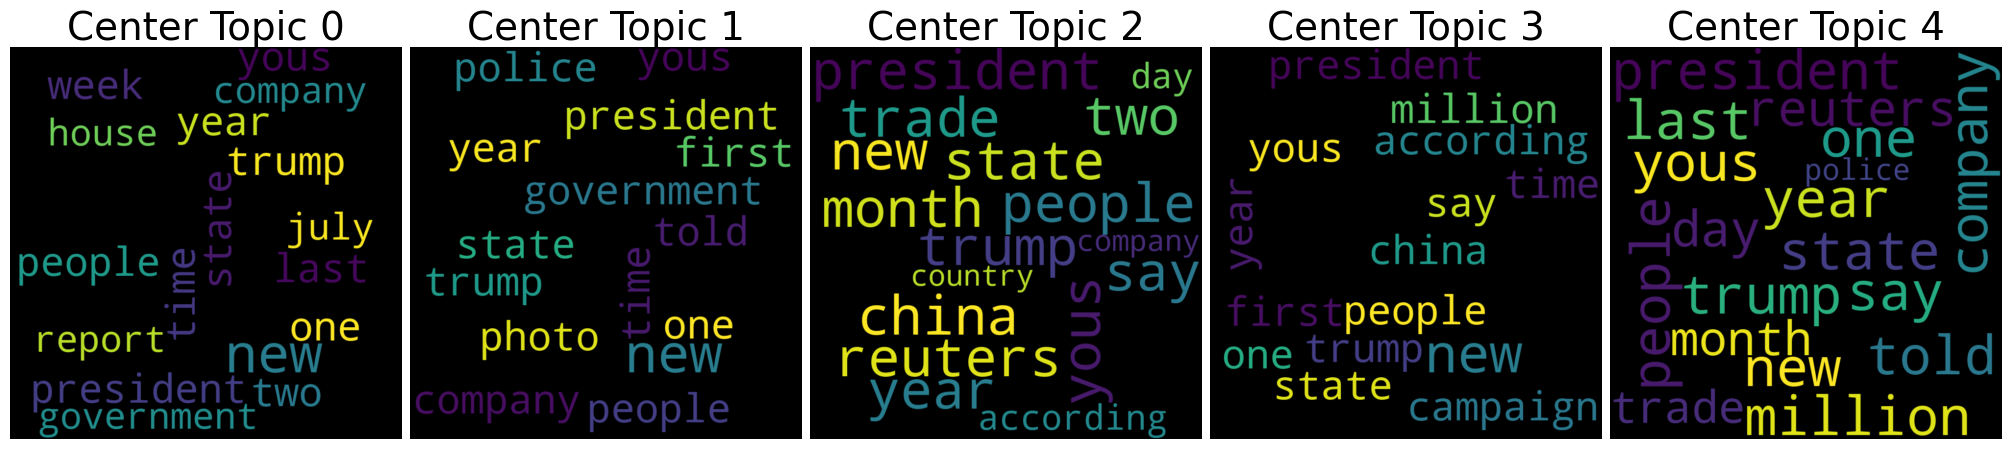 Center Topic 0
yous
week
company
house
year
trump
state
july
people
time
last
report
one
new
president
two
government
Center Topic 1
police
yous
president
year
first
government
told
state
trump
time
photo
one
new
company
people
Center Topic 2
president
day
trade
two
new
state
month
people
trump
company
country
say
china
yous
reuters
year
according
Center Topic 3
president
million
yous
according
time
year
say
china
first
people
one
trump
new
state
campaign
Center Topic 4
president
company
last
reuters
one
yous
police
year
people
day
state
trump
say
month
new
told
trade
million